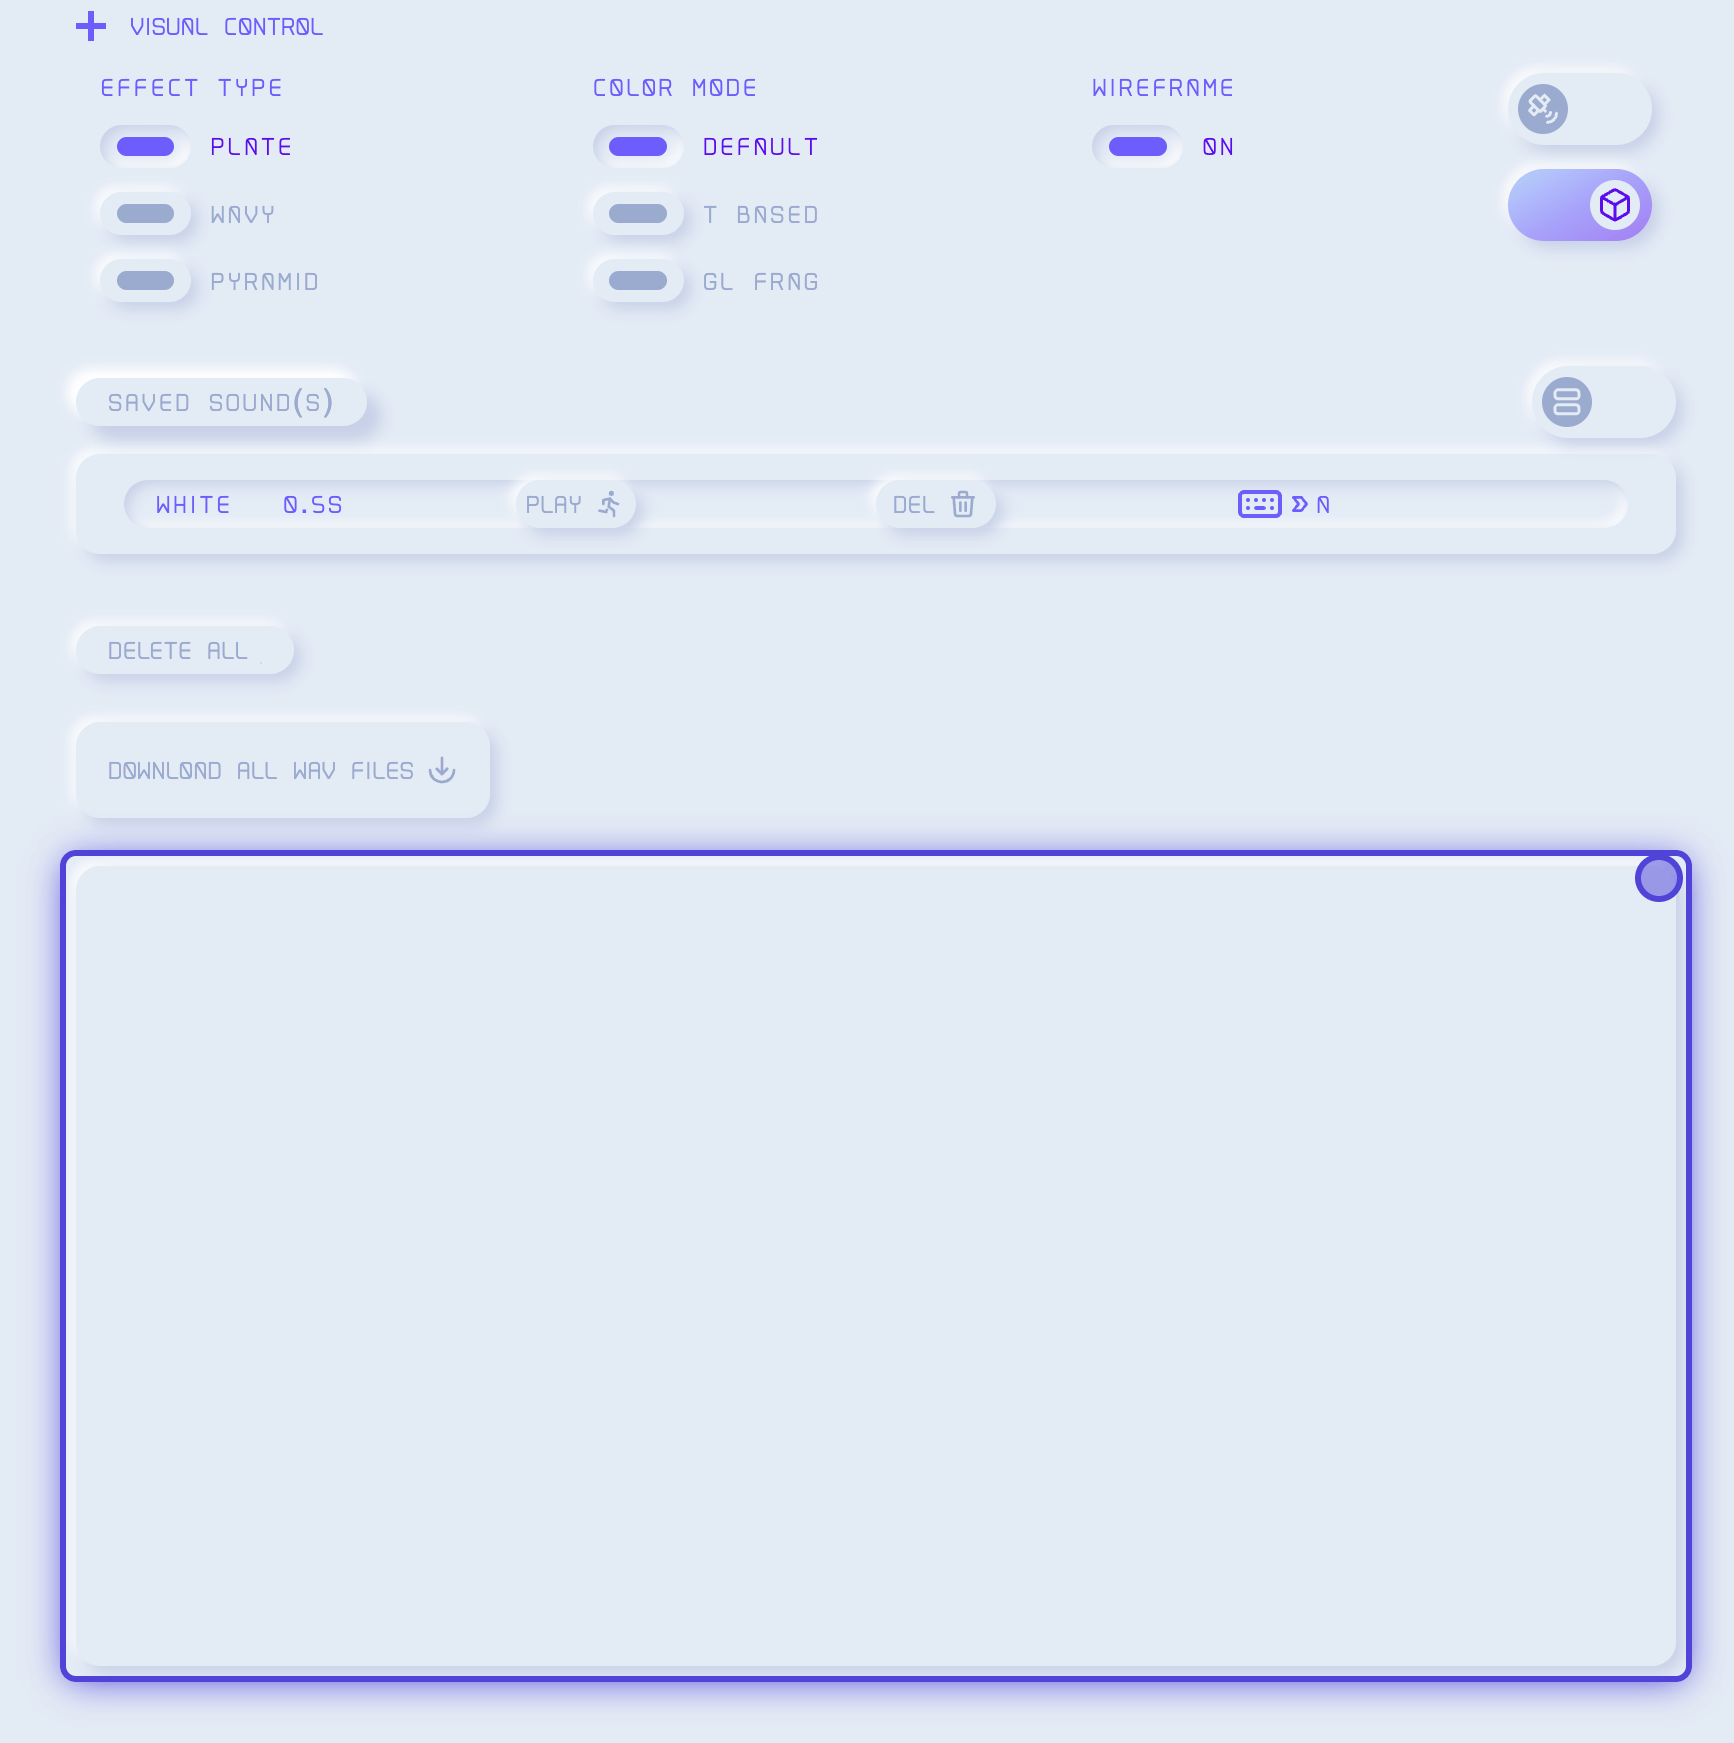 VISUAL CONTROL
EFFECT TYPE
PLATE
WAVY
PYRAMID
COLOR MODE
DEFAULT
T BASED
GL FRAG
WIREFRAME
ON
SAVED SOUND(S)
WHITE 0.5S PLAY DEL A
DELETE ALL
DOWNLOAD ALL WAV FILES